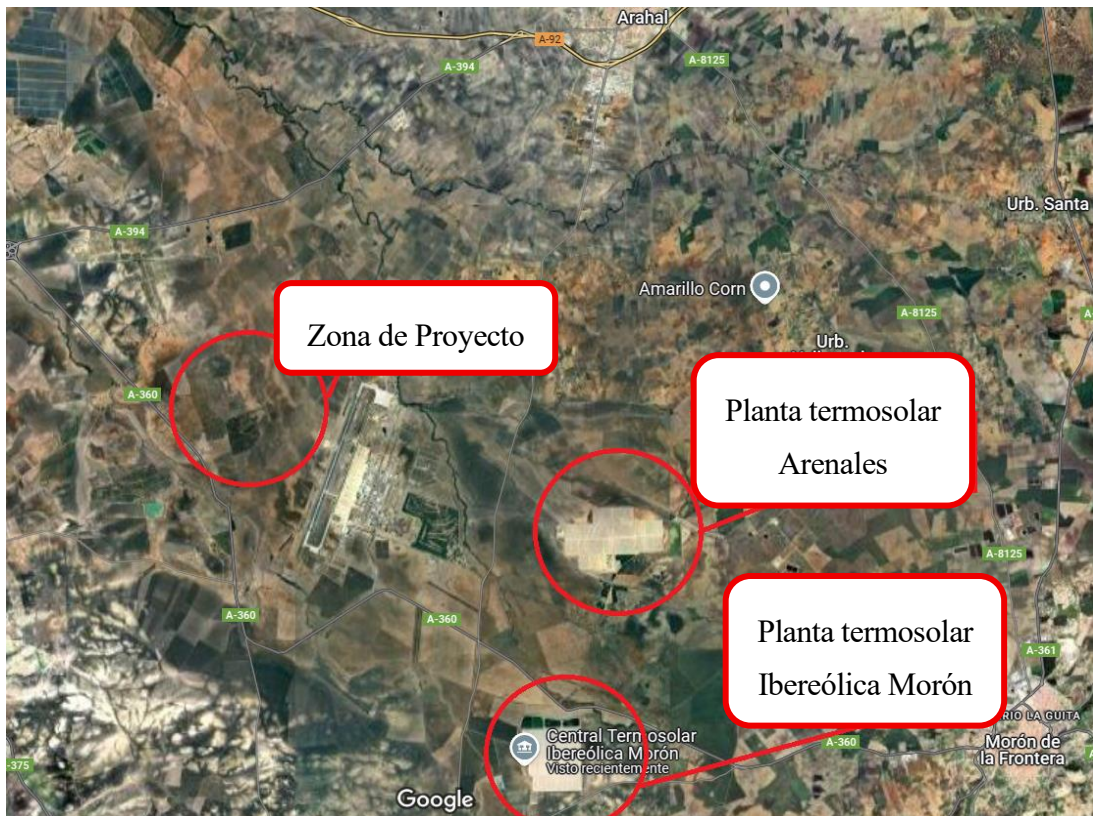 Arahal
A-92
A-394
A-8125
Urb. Santa
A-394
Amarillo Corn
Zona de Proyecto
A-8125
Urb.
A-360
Planta termosolar
Arenales
A-8125
A-360
A-360
Planta termosolar
Ibereólica Morón
A-361
LA GUITA
Central Termosolar
Ibereólica Morón
Visto recientemente
A-360
Morón de
la Frontera
-375
Google